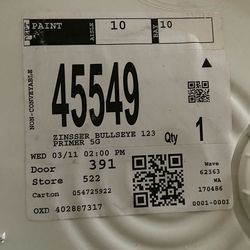 PAINT AISLE 10 BAY 10
NON-CONVEYABLE
45549
ZINSSER BULLSEYE 123
PRIMER 5G
Qty 1
WED 03/11 02:00 PM
Door 391
Store 522
Carton 054725922
OXD 402887317
Wave
62363
WA
170486
0001-0001